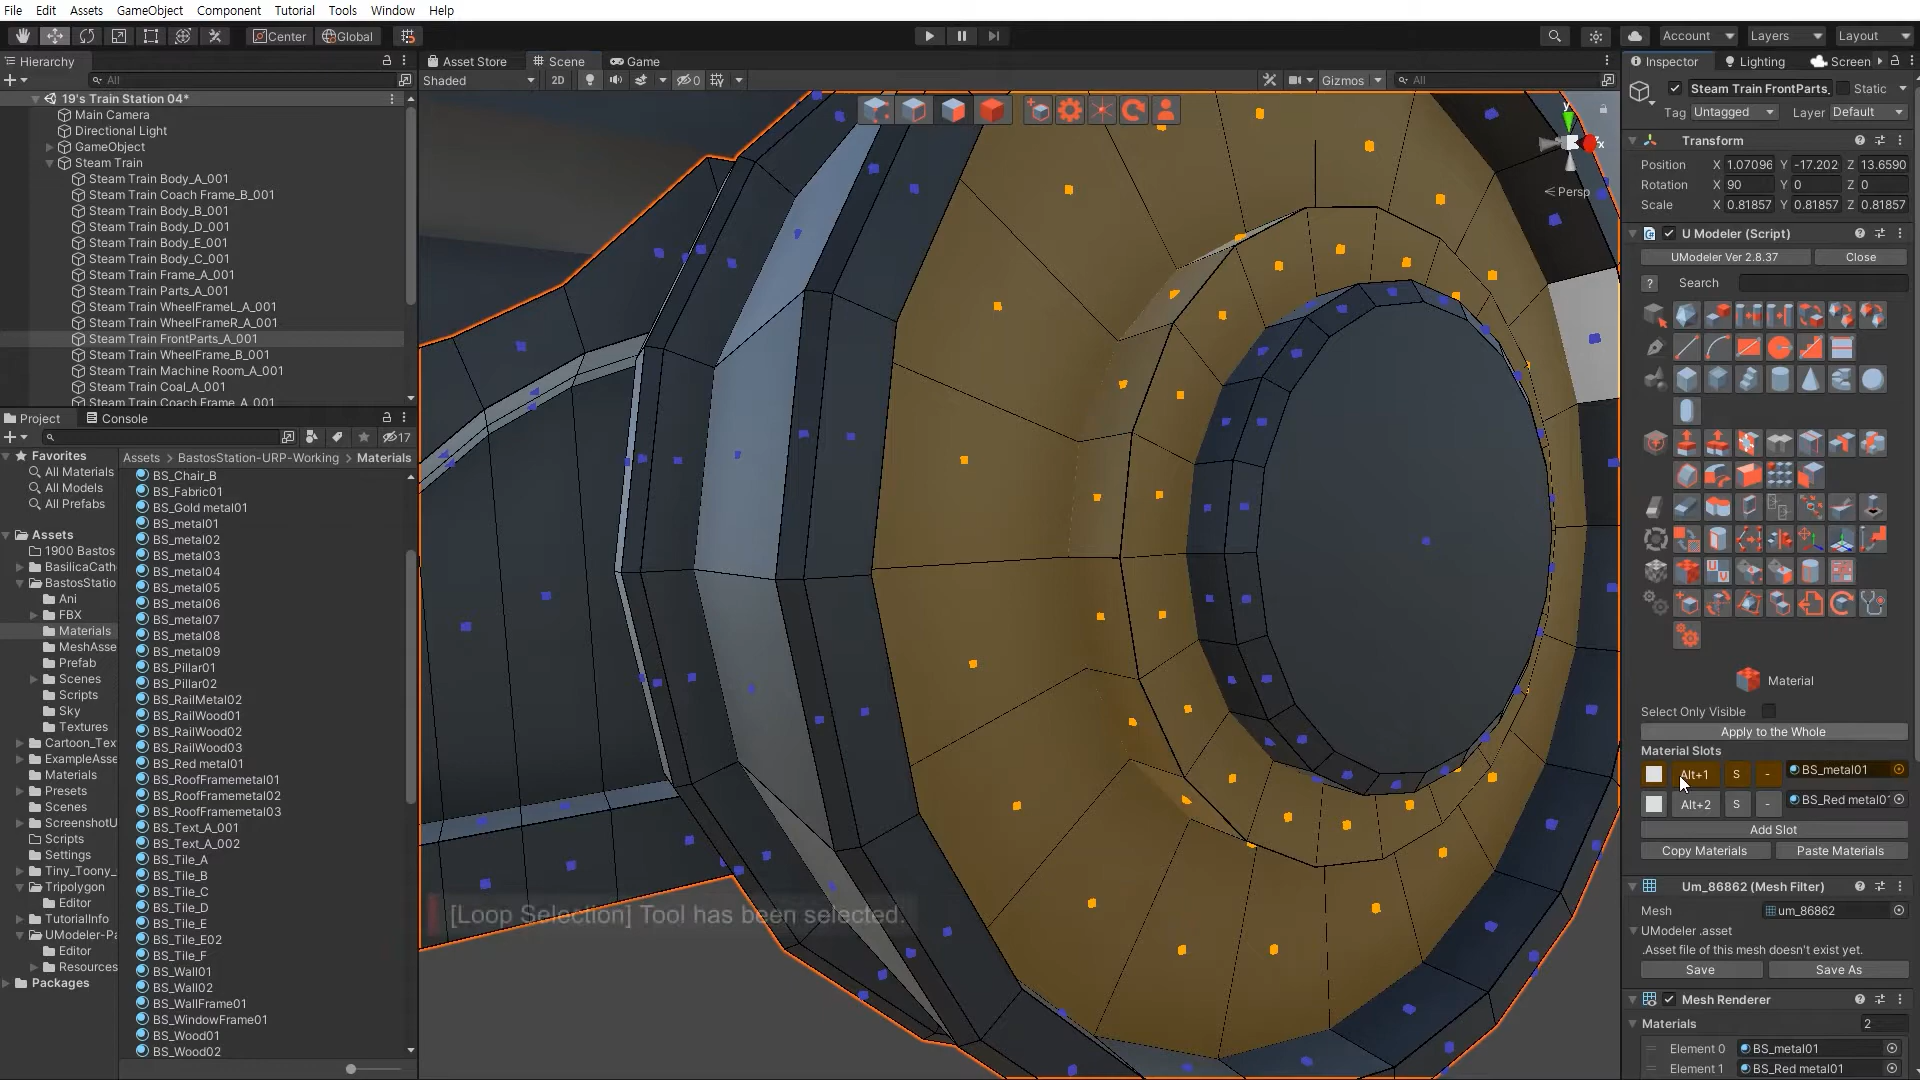 File Edit Assets GameObject Component Tutorial Tools Jobs Window Help
Center Global Account Layers Layout
Hierarchy Asset Store Scene Game Inspector Lighting Screen
All Shaded 2D 0 Gizmos All
19's Train Station 04*
Main Camera
Directional Light
GameObject
Steam Train
Steam Train Body_A_001
Steam Train Coach Frame_B_001
Steam Train Body_B_001
Steam Train Body_D_001
Steam Train Body_E_001
Steam Train Body_C_001
Steam Train Frame_A_001
Steam Train Parts_A_001
Steam Train WheelFrameL_A_001
Steam Train WheelFrameR_A_001
Steam Train FrontParts_A_001
Steam Train WheelFrame_B_001
Steam Train Machine Room_A_001
Steam Train Coal_A_001
Steam Train Coach Frame_A_001
Project Console
17
Favorites
All Materials
All Models
All Prefabs
Assets
1900 Bastos
BasilicaCath
BastosStatio
Ani
FBX
Materials
MeshAsse
Prefab
Scenes
Scripts
Sky
Textures
Cartoon_Tex
ExampleAsse
Materials
Presets
Scenes
ScreenshotU
Scripts
Settings
Tiny_Toony_
Tripolygon
Editor
TutorialInfo
UModeler-Pa
Editor
Resources
Packages
Assets > BastosStation-URP-Working > Materials
BS_Chair_B
BS_Fabric01
BS_Gold metal01
BS_metal01
BS_metal02
BS_metal03
BS_metal04
BS_metal05
BS_metal06
BS_metal07
BS_metal08
BS_metal09
BS_Pillar01
BS_Pillar02
BS_RailMetal02
BS_RailWood01
BS_RailWood02
BS_RailWood03
BS_Red metal01
BS_RoofFramemetal01
BS_RoofFramemetal02
BS_RoofFramemetal03
BS_Text_A_001
BS_Text_A_002
BS_Tile_A
BS_Tile_B
BS_Tile_C
BS_Tile_D
BS_Tile_E
BS_Tile_E02
BS_Tile_F
BS_Wall01
BS_Wall02
BS_WallFrame01
BS_WindowFrame01
BS_Wood01
BS_Wood02
y
x
Persp
[Loop Selection] Tool has been selected.
Steam Train FrontParts_ Static
Tag Untagged Layer Default
Transform
Position X 1.07096 Y -17.202 Z 13.6590
Rotation X 90 Y 0 Z 0
Scale X 0.81857 Y 0.81857 Z 0.81857
U Modeler (Script)
UModeler Ver 2.8.37 Close
? Search
Material
Select Only Visible
Apply to the Whole
Material Slots
Alt+1 S - BS_metal01
Alt+2 S - BS_Red metal01
Add Slot
Copy Materials Paste Materials
Um_86862 (Mesh Filter)
Mesh um_86862
UModeler .asset
.Asset file of this mesh doesn't exist yet.
Save Save As
Mesh Renderer
Materials 2
Element 0 BS_metal01
Element 1 BS_Red metal01